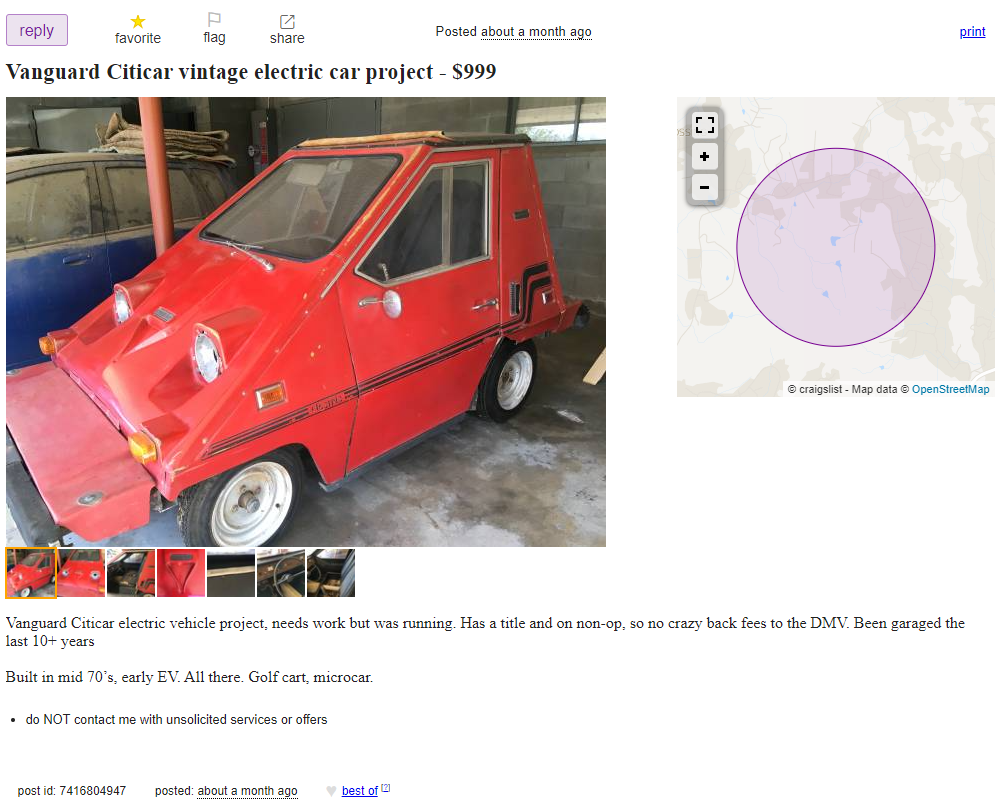 reply
favorite
flag
share
Posted about a month ago
print
Vanguard Citicar vintage electric car project - $999
+
−
© craigslist - Map data © OpenStreetMap
Vanguard Citicar electric vehicle project, needs work but was running. Has a title and on non-op, so no crazy back fees to the DMV. Been garaged the
last 10+ years
Built in mid 70’s, early EV. All there. Golf cart, microcar.
• do NOT contact me with unsolicited services or offers
post id: 7416804947
posted: about a month ago
♥ best of [?]